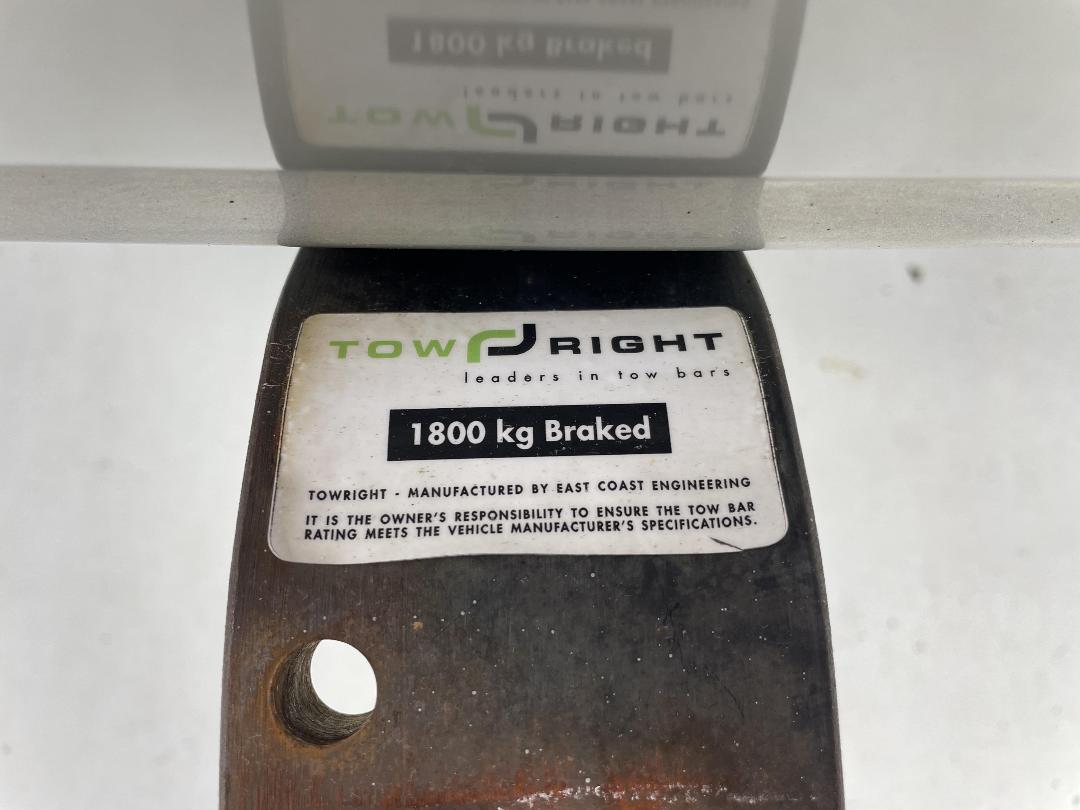 TOW RIGHT
leaders in tow bars
1800 kg Braked
TOWRIGHT - MANUFACTURED BY EAST COAST ENGINEERING
IT IS THE OWNER'S RESPONSIBILITY TO ENSURE THE TOW BAR
RATING MEETS THE VEHICLE MANUFACTURER'S SPECIFICATIONS.